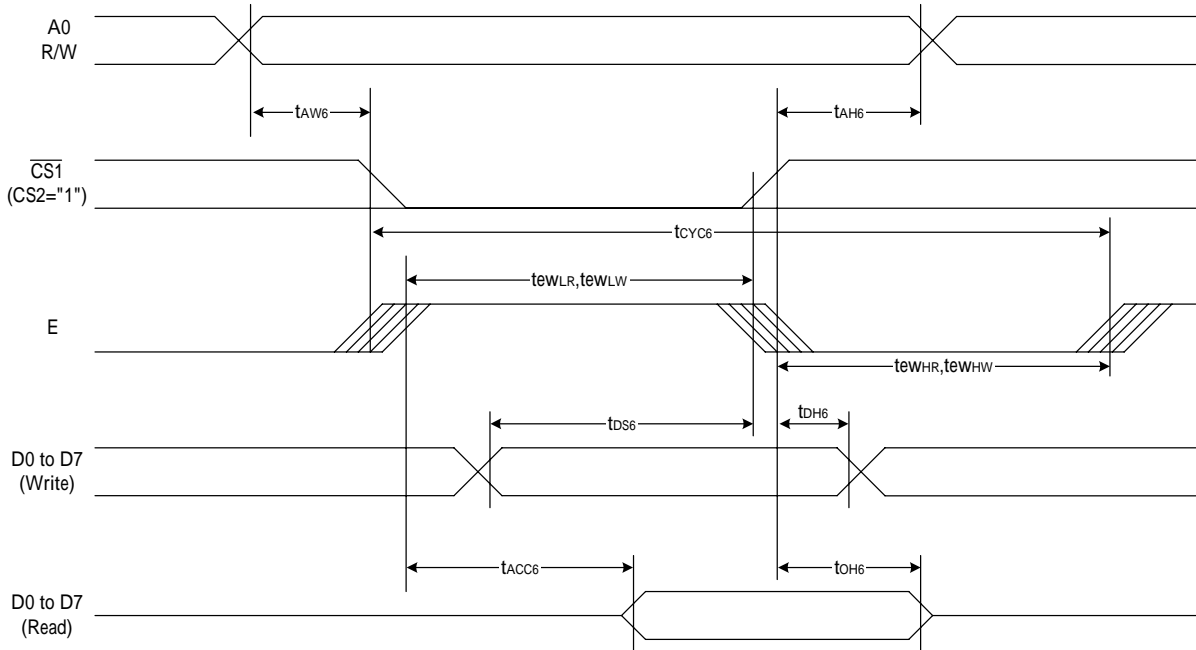 A0
R/W
tAW6
tAH6
CS1
(CS2="1")
tCYC6
tewLR,tewLW
E
tewHR,tewHW
tDS6
tDH6
D0 to D7
(Write)
tACC6
tOH6
D0 to D7
(Read)